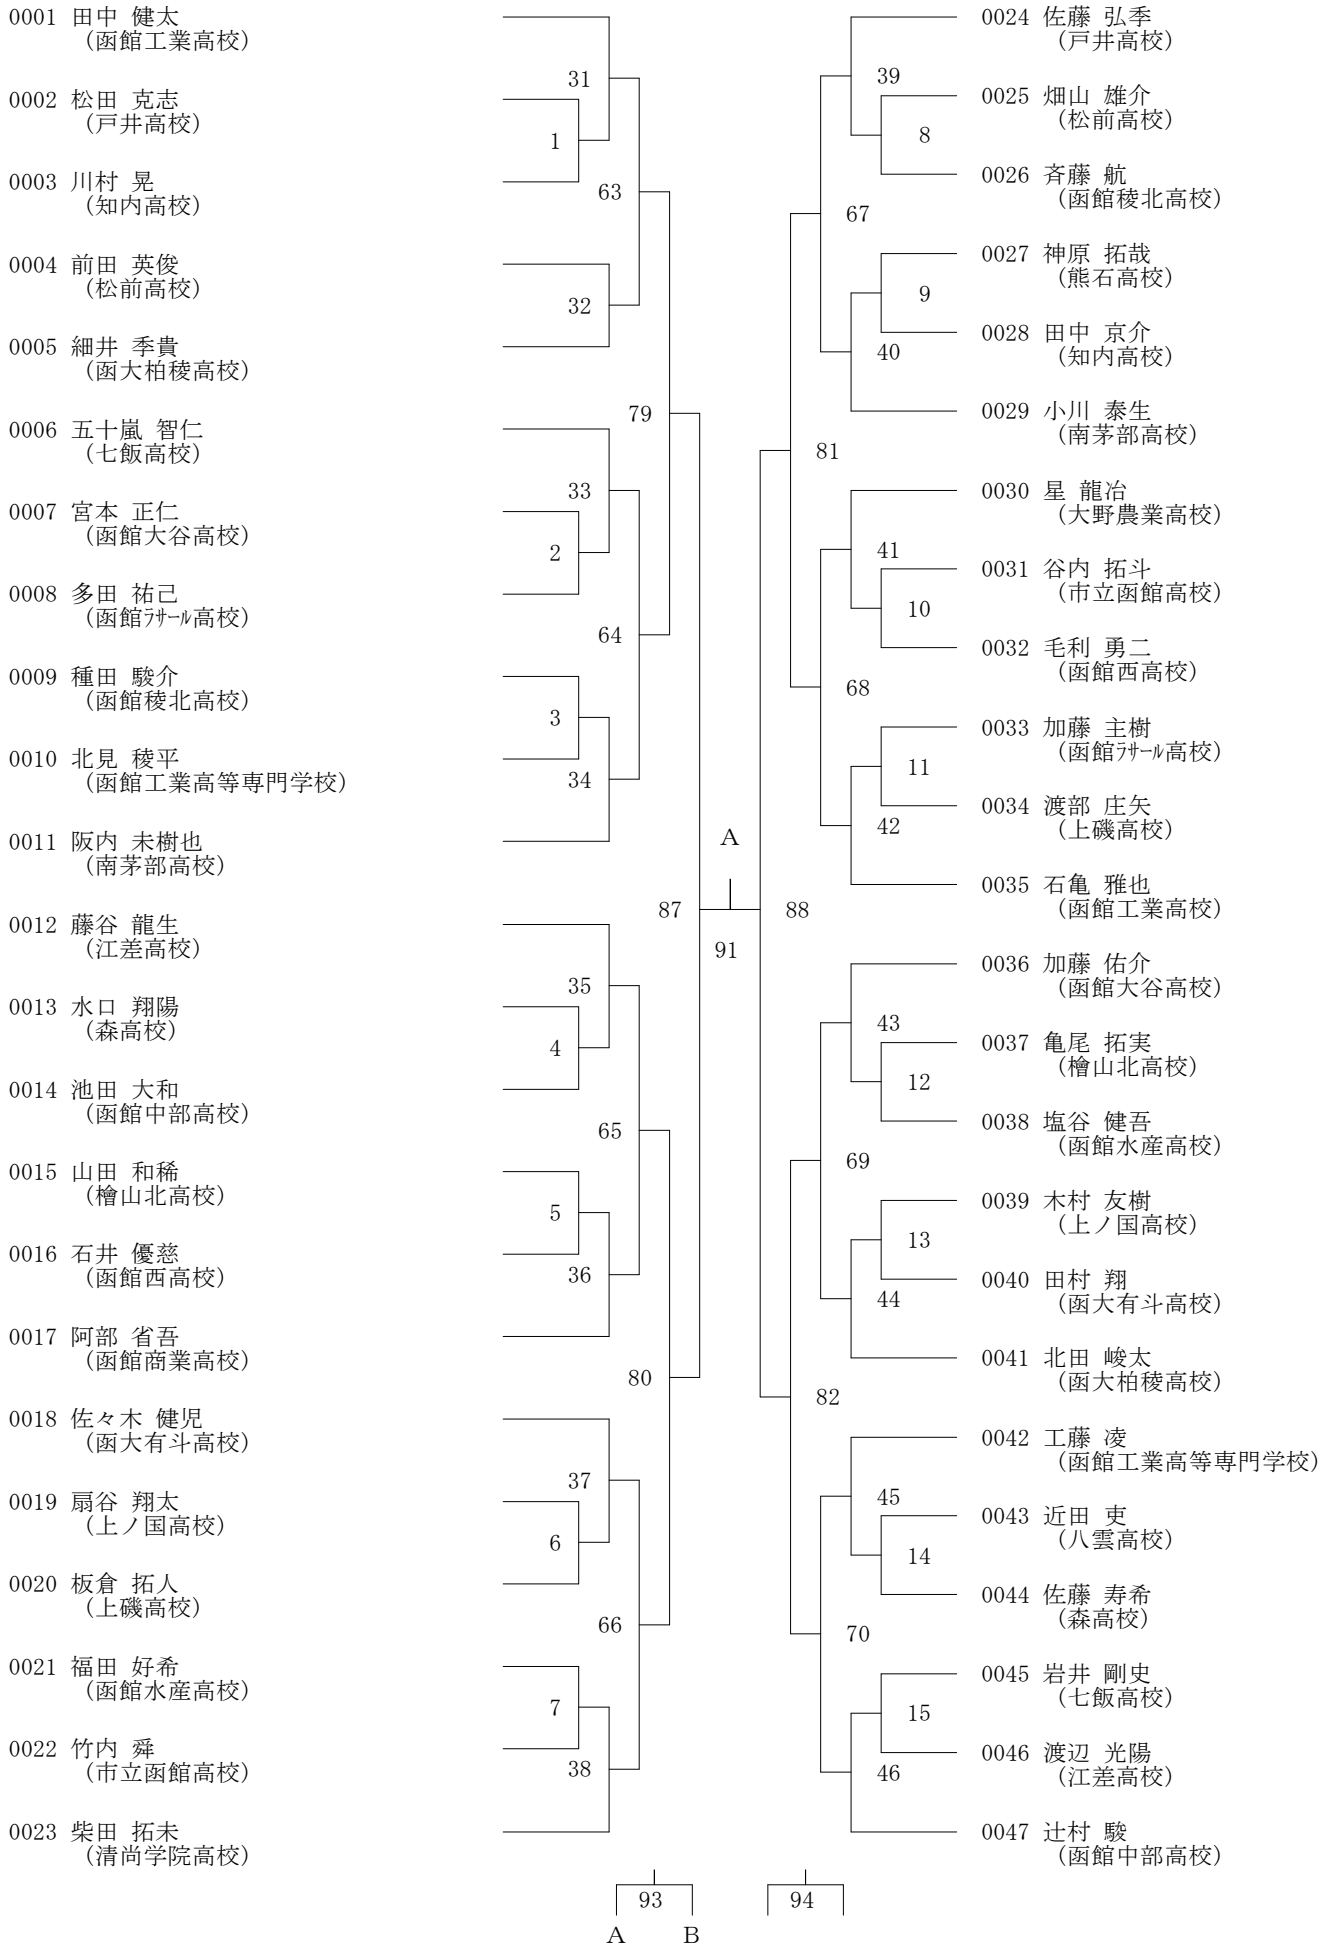 0001 田中 健太
(函館工業高校)
0002 松田 克志
(戸井高校)
0003 川村 晃
(知内高校)
0004 前田 英俊
(松前高校)
0005 細井 季貴
(函大柏稜高校)
0006 五十嵐 智仁
(七飯高校)
0007 宮本 正仁
(函館大谷高校)
0008 多田 祐己
(函館ﾗｻｰﾙ高校)
0009 種田 駿介
(函館稜北高校)
0010 北見 稜平
(函館工業高等専門学校)
0011 阪内 未樹也
(南茅部高校)
0012 藤谷 龍生
(江差高校)
0013 水口 翔陽
(森高校)
0014 池田 大和
(函館中部高校)
0015 山田 和稀
(檜山北高校)
0016 石井 優慈
(函館西高校)
0017 阿部 省吾
(函館商業高校)
0018 佐々木 健児
(函大有斗高校)
0019 扇谷 翔太
(上ノ国高校)
0020 板倉 拓人
(上磯高校)
0021 福田 好希
(函館水産高校)
0022 竹内 舜
(市立函館高校)
0023 柴田 拓未
(清尚学院高校)
31
1
63
32
79
33
2
64
3
34
87
35
4
65
5
36
80
37
6
66
7
38
A
91
93
A B
88
39
8
67
9
40
81
41
10
68
11
42
43
12
69
13
44
82
45
14
70
15
46
94
0024 佐藤 弘季
(戸井高校)
0025 畑山 雄介
(松前高校)
0026 斉藤 航
(函館稜北高校)
0027 神原 拓哉
(熊石高校)
0028 田中 京介
(知内高校)
0029 小川 泰生
(南茅部高校)
0030 星 龍冶
(大野農業高校)
0031 谷内 拓斗
(市立函館高校)
0032 毛利 勇二
(函館西高校)
0033 加藤 主樹
(函館ﾗｻｰﾙ高校)
0034 渡部 庄矢
(上磯高校)
0035 石亀 雅也
(函館工業高校)
0036 加藤 佑介
(函館大谷高校)
0037 亀尾 拓実
(檜山北高校)
0038 塩谷 健吾
(函館水産高校)
0039 木村 友樹
(上ノ国高校)
0040 田村 翔
(函大有斗高校)
0041 北田 峻太
(函大柏稜高校)
0042 工藤 凌
(函館工業高等専門学校)
0043 近田 吏
(八雲高校)
0044 佐藤 寿希
(森高校)
0045 岩井 剛史
(七飯高校)
0046 渡辺 光陽
(江差高校)
0047 辻村 駿
(函館中部高校)